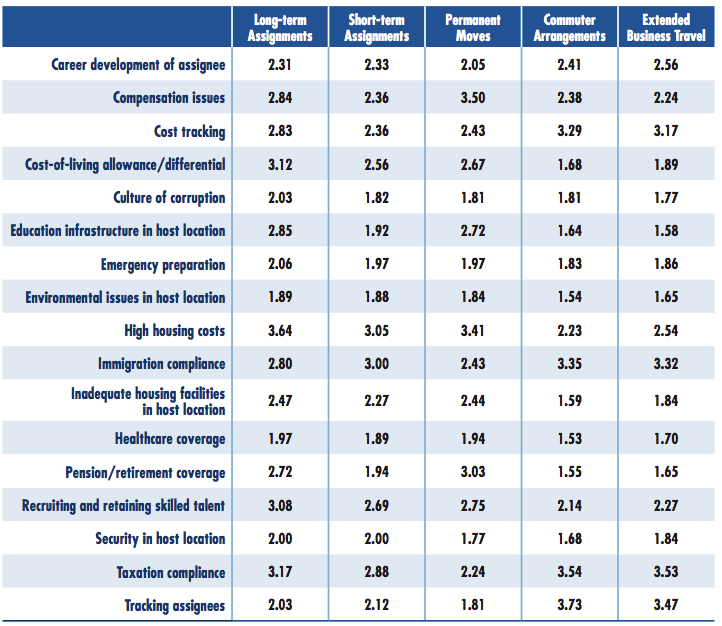 Long-term Assignments Short-term Assignments Permanent Moves Commuter Arrangements Extended Business Travel
Career development of assignee 2.31 2.33 2.05 2.41 2.56
Compensation issues 2.84 2.36 3.50 2.38 2.24
Cost tracking 2.83 2.36 2.43 3.29 3.17
Cost-of-living allowance/differential 3.12 2.56 2.67 1.68 1.89
Culture of corruption 2.03 1.82 1.81 1.81 1.77
Education infrastructure in host location 2.85 1.92 2.72 1.64 1.58
Emergency preparation 2.06 1.97 1.97 1.83 1.86
Environmental issues in host location 1.89 1.88 1.84 1.54 1.65
High housing costs 3.64 3.05 3.41 2.23 2.54
Immigration compliance 2.80 3.00 2.43 3.35 3.32
Inadequate housing facilities
in host location 2.47 2.27 2.44 1.59 1.84
Healthcare coverage 1.97 1.89 1.94 1.53 1.70
Pension/retirement coverage 2.72 1.94 3.03 1.55 1.65
Recruiting and retaining skilled talent 3.08 2.69 2.75 2.14 2.27
Security in host location 2.00 2.00 1.77 1.68 1.84
Taxation compliance 3.17 2.88 2.24 3.54 3.53
Tracking assignees 2.03 2.12 1.81 3.73 3.47